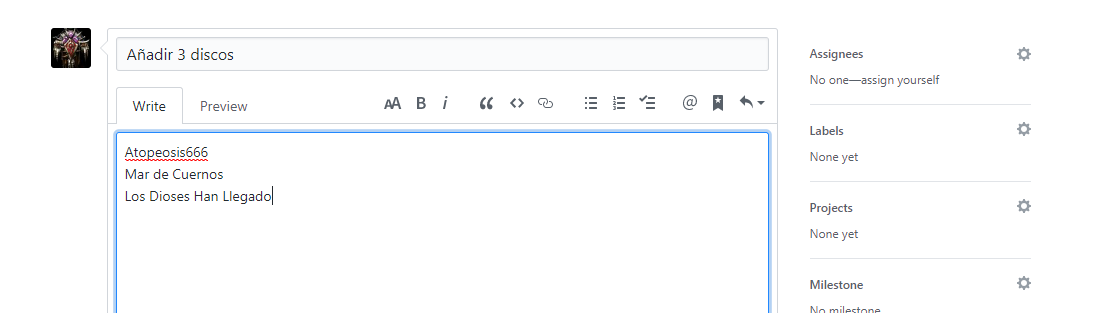 Añadir 3 discos
Assignees
No one—assign yourself
Write Preview AA B i @
Labels
None yet
Atopeosis666
Mar de Cuernos
Los Dioses Han Llegado
Projects
None yet
Milestone
No milestone